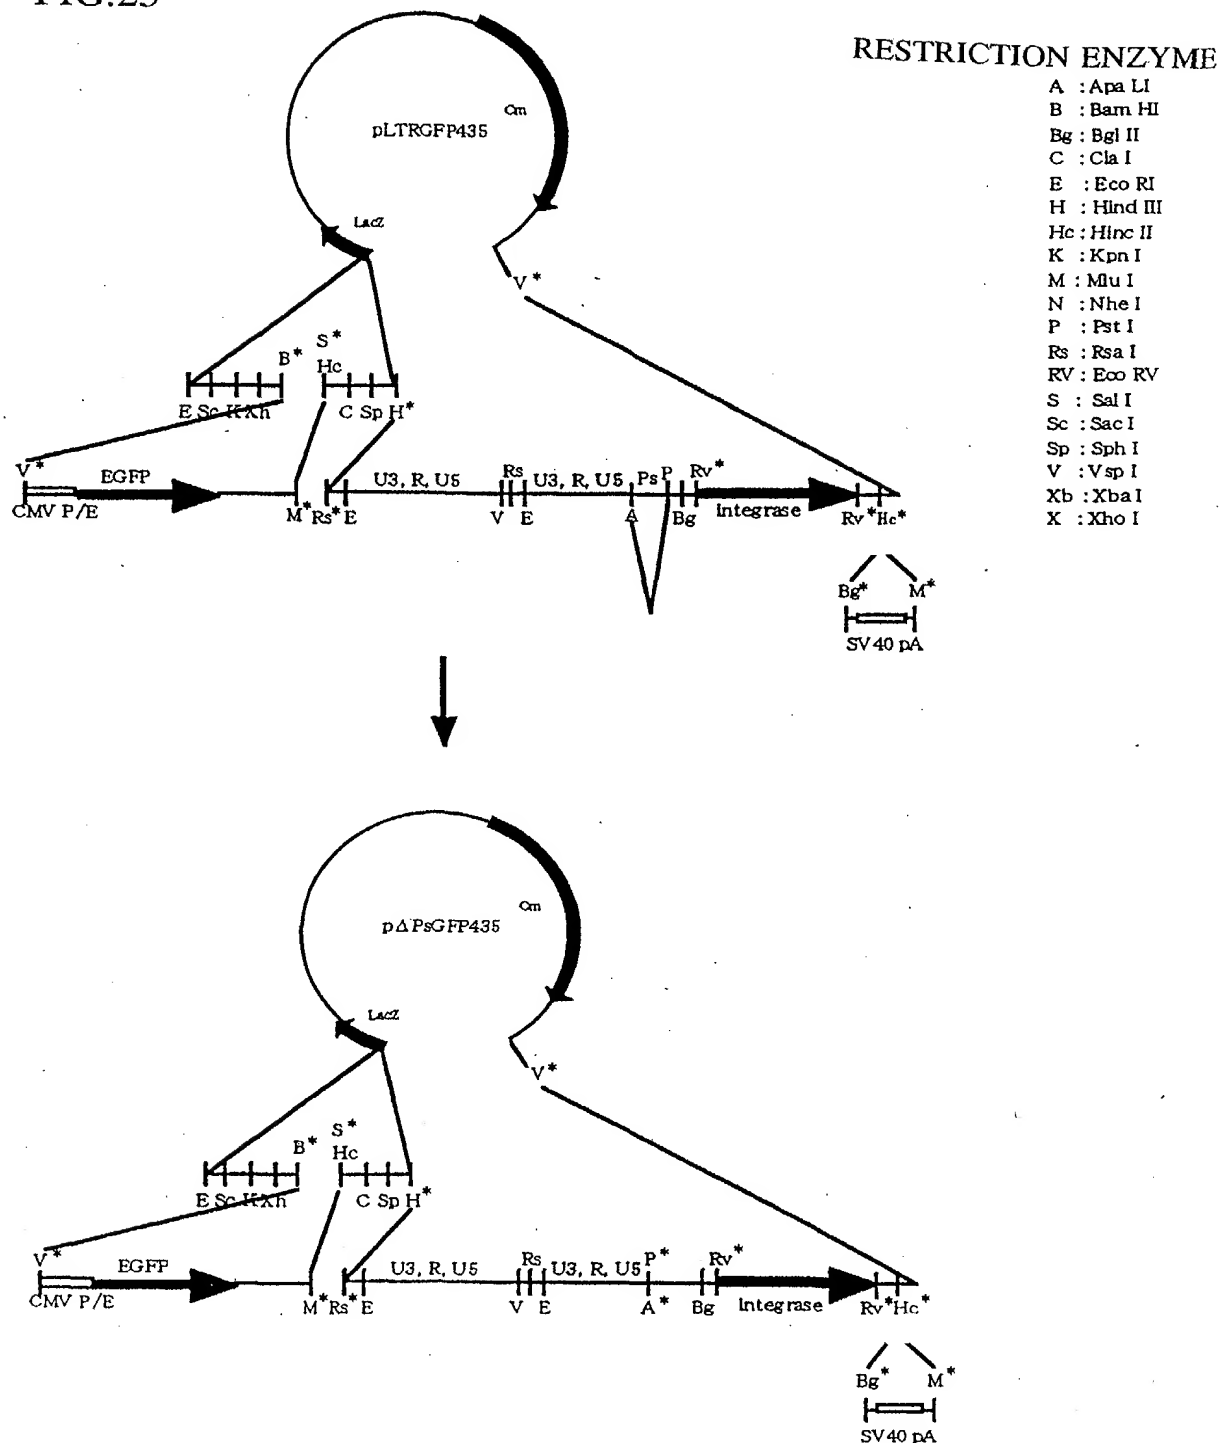 FIG.23
RESTRICTION ENZYME
A : Apa LI
B : Bam HI
Bg : Bgl II
C : Cla I
E : Eco RI
H : Hind III
Hc : Hinc II
K : Kpn I
M : Mlu I
N : Nhe I
P : Pst I
Rs : Rsa I
RV : Eco RV
S : Sal I
Sc : Sac I
Sp : Sph I
V : Vsp I
Xb : Xba I
X : Xho I
pLTRGFP435
Cm
LacZ
V*
S*
B* Hc
E Sc K Xh C Sp H*
V* EGFP U3, R, U5 Rs U3, R, U5 Ps P Rv*
CMV P/E M* Rs* E V E A Bg Integrase Rv* Hc*
Bg* M*
SV40 pA
pΔPsGFP435
Cm
LacZ
V*
S*
B* Hc
E Sc K Xh C Sp H*
V* EGFP U3, R, U5 Rs U3, R, U5 P* Rv*
CMV P/E M* Rs* E V E A* Bg Integrase Rv* Hc*
Bg* M*
SV40 pA